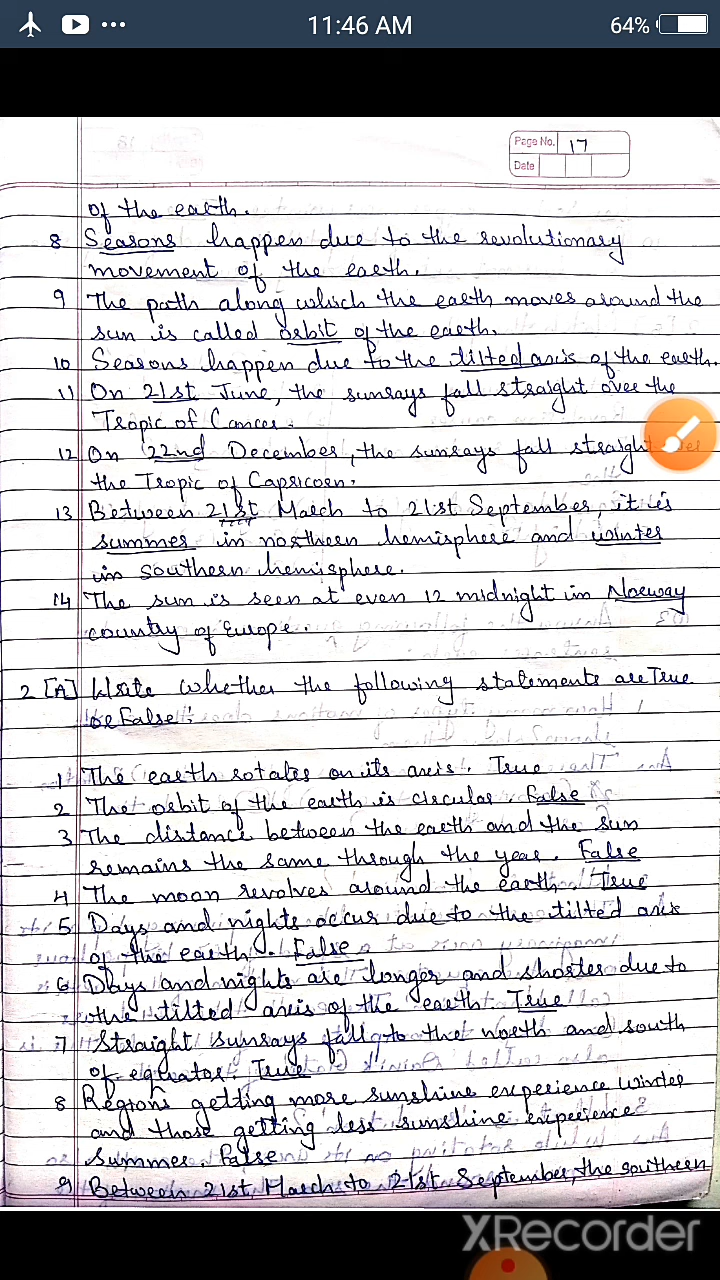 11:46 AM
64%
Page No. 17
Date
of the earth.
8 Seasons happen due to the revolutionary
movement of the earth.
9 The path along which the earth moves around the
sun is called orbit of the earth.
10 Seasons happen due to the tilted axis of the earth.
11 On 21st June, the sunrays fall straight over the
Tropic of Cancer.
12 On 22nd December, the sunrays fall straight
the Tropic of Capricorn.
13 Between 21st March to 21st September, it is
summer in northern hemisphere and winter
in southern hemisphere.
14 The sun is seen at even 12 midnight in Norway
country of Europe.
2 [A] Write whether the following statements are True
or False:
1 The earth rotates on its axis. True
2 The orbit of the earth is circular. False
3 The distance between the earth and the sun
remains the same through the year. False
4 The moon revolves around the earth. True
5 Days and nights occur due to the tilted axis
of the earth. False
6 Days and nights are longer and shorter due to
the tilted axis of the earth True
7 Straight sunrays fall to the north and south
of equator. True
8 Regions getting more sunshine experience winter
and those getting less sunshine experience
summer. False
9 Between 21st March to 21st September, the southern
XRecorder